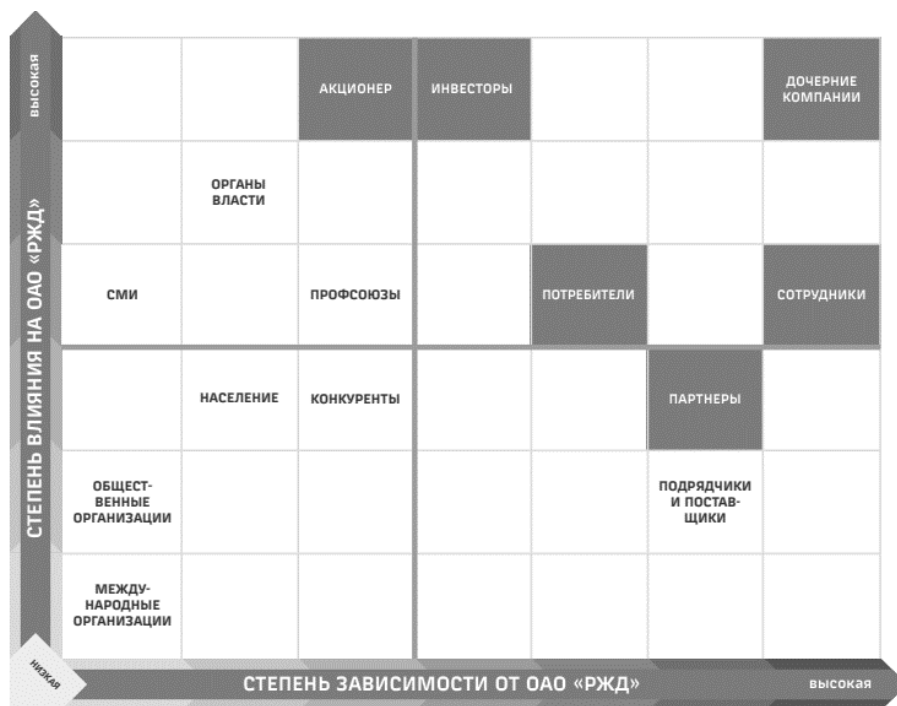 высокая
СТЕПЕНЬ ВЛИЯНИЯ НА ОАО «РЖД»
АКЦИОНЕР
ИНВЕСТОРЫ
ДОЧЕРНИЕ
КОМПАНИИ
ОРГАНЫ
ВЛАСТИ
СМИ
ПРОФСОЮЗЫ
ПОТРЕБИТЕЛИ
СОТРУДНИКИ
НАСЕЛЕНИЕ
КОНКУРЕНТЫ
ПАРТНЕРЫ
ОБЩЕСТ-
ВЕННЫЕ
ОРГАНИЗАЦИИ
ПОДРЯДЧИКИ
И ПОСТАВ-
ЩИКИ
МЕЖДУ-
НАРОДНЫЕ
ОРГАНИЗАЦИИ
НИЗКАЯ
СТЕПЕНЬ ЗАВИСИМОСТИ ОТ ОАО «РЖД»
высокая